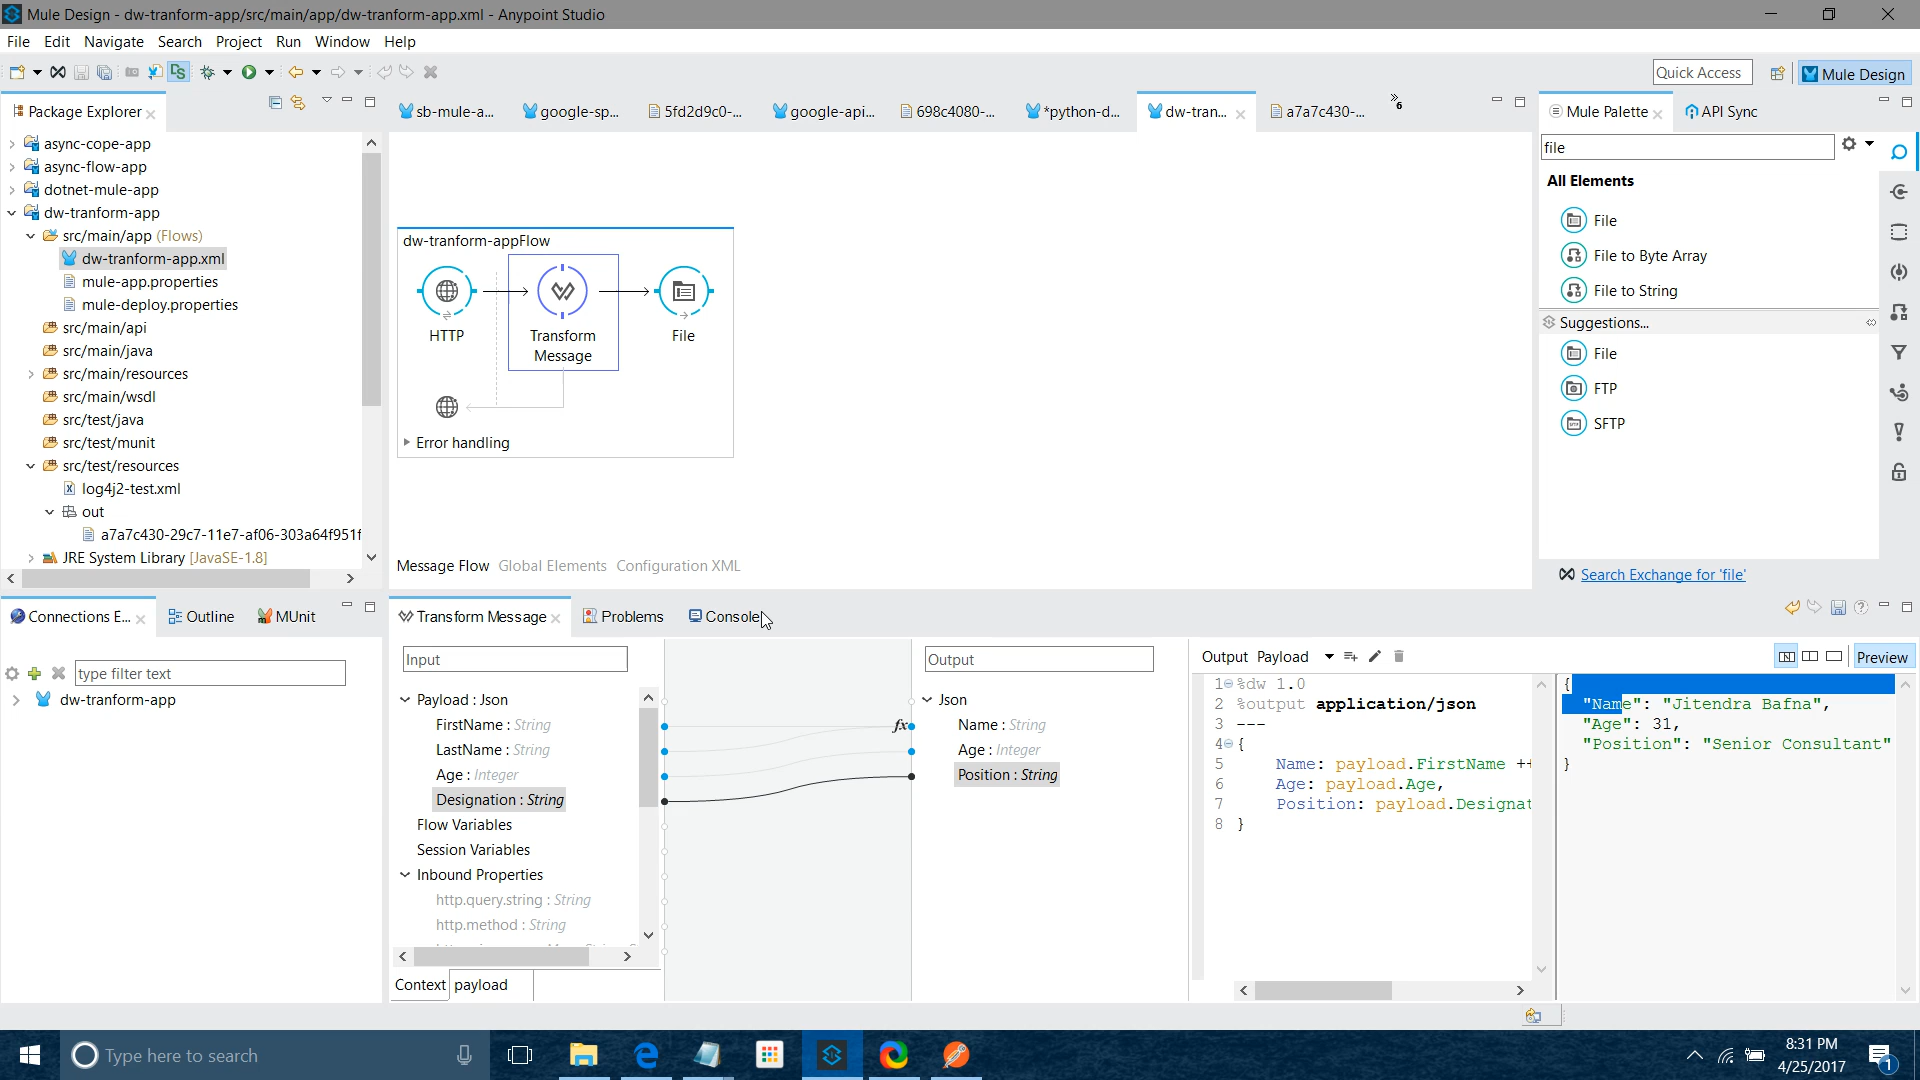 Mule Design - dw-tranform-app/src/main/app/dw-tranform-app.xml - Anypoint Studio
File Edit Navigate Search Project Run Window Help
Quick Access
Mule Design
Package Explorer
sb-mule-a...
google-sp...
5fd2d9c0-...
google-api...
698c4080-...
*python-d...
dw-tran...
a7a7c430-...
»6
Mule Palette
API Sync
async-cope-app
async-flow-app
dotnet-mule-app
dw-tranform-app
src/main/app (Flows)
dw-tranform-app.xml
mule-app.properties
mule-deploy.properties
src/main/api
src/main/java
src/main/resources
src/main/wsdl
src/test/java
src/test/munit
src/test/resources
log4j2-test.xml
out
a7a7c430-29c7-11e7-af06-303a64f951f
JRE System Library [JavaSE-1.8]
dw-tranform-appFlow
HTTP
Transform
Message
File
Error handling
Message Flow Global Elements Configuration XML
file
All Elements
File
File to Byte Array
File to String
Suggestions...
File
FTP
SFTP
Search Exchange for 'file'
Connections E...
Outline
MUnit
type filter text
dw-tranform-app
Transform Message
Problems
Console
Input
Payload : Json
FirstName : String
LastName : String
Age : Integer
Designation : String
Flow Variables
Session Variables
Inbound Properties
http.query.string : String
http.method : String
Context payload
fx
Output
Json
Name : String
Age : Integer
Position : String
Output Payload
Preview
1 %dw 1.0
2 %output application/json
3 ---
4 {
5 Name: payload.FirstName ++
6 Age: payload.Age,
7 Position: payload.Designat
8 }
{
"Name": "Jitendra Bafna",
"Age": 31,
"Position": "Senior Consultant"
}
Type here to search
8:31 PM
4/25/2017
1